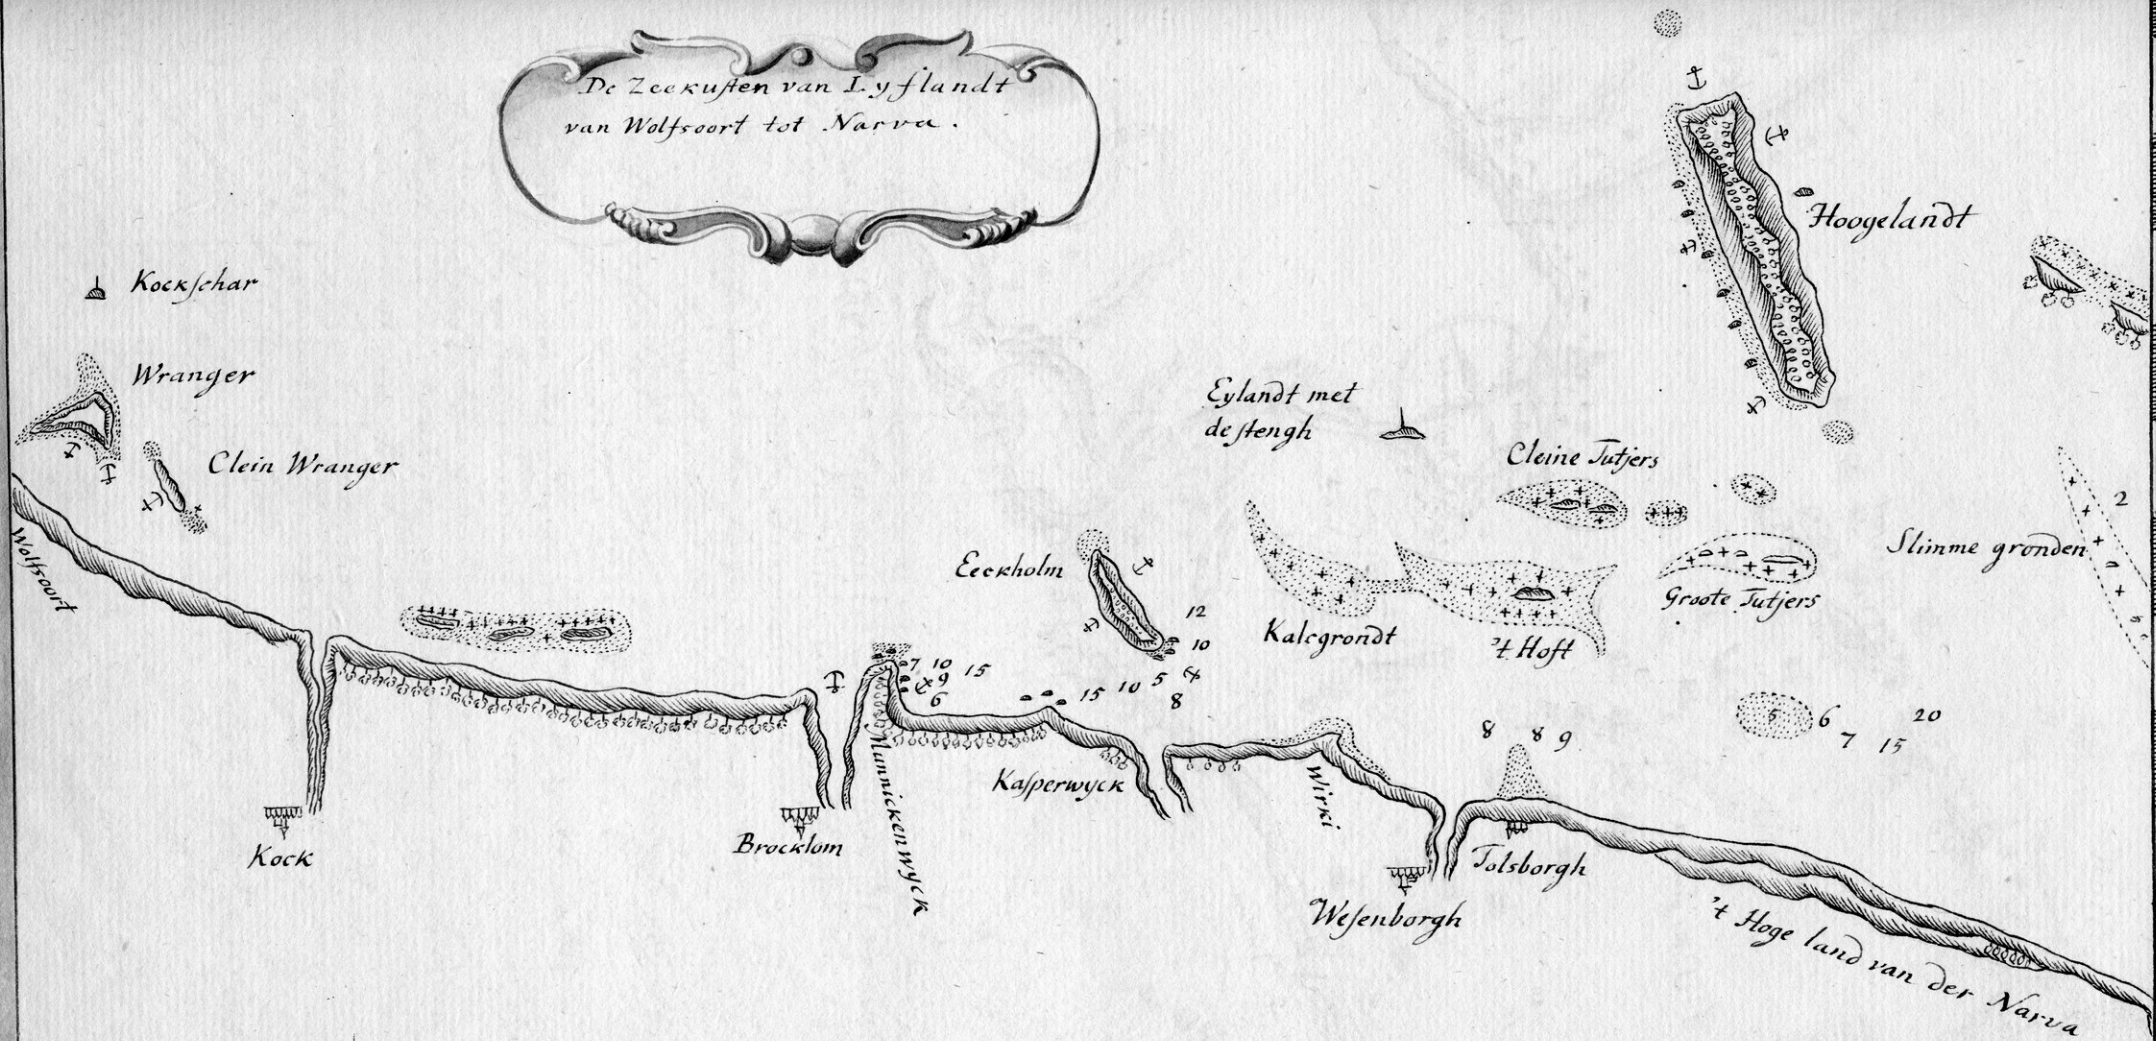 De Zeekusten van Lyflandt
van Wolfsoort tot Narva.
Kockschar
Hoogelandt
Wranger
Clein Wranger
Eylandt met
de stengh
Cleine Tutjers
2
Slimme gronden
Wolfsoort
Eeckholm
Groote Tutjers
12
Kalcgrondt
10
't Hoft
7 10 15
9
6
15 10 5
8
5 6 20
7 15
8 8 9
Munnickenwyck
Kasperwyck
Wirki
Kock
Brocklom
Tolsborgh
Wesenborgh
't Hoge land van der Narva